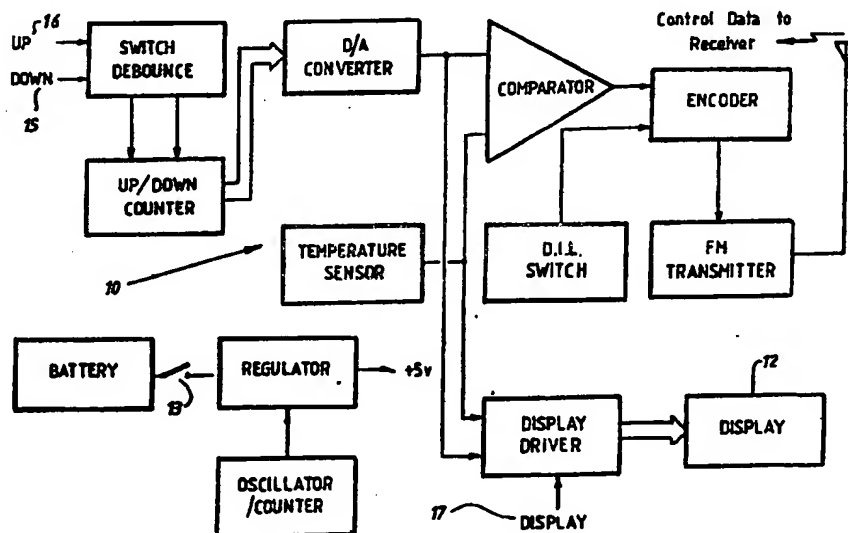 UP
16
DOWN
15
SWITCH
DEBOUNCE
D/A
CONVERTER
COMPARATOR
Control Data to
Receiver
ENCODER
UP/DOWN
COUNTER
10
TEMPERATURE
SENSOR
D.I.L.
SWITCH
FM
TRANSMITTER
BATTERY
13
REGULATOR
+5v
OSCILLATOR
/COUNTER
DISPLAY
DRIVER
12
DISPLAY
17
DISPLAY